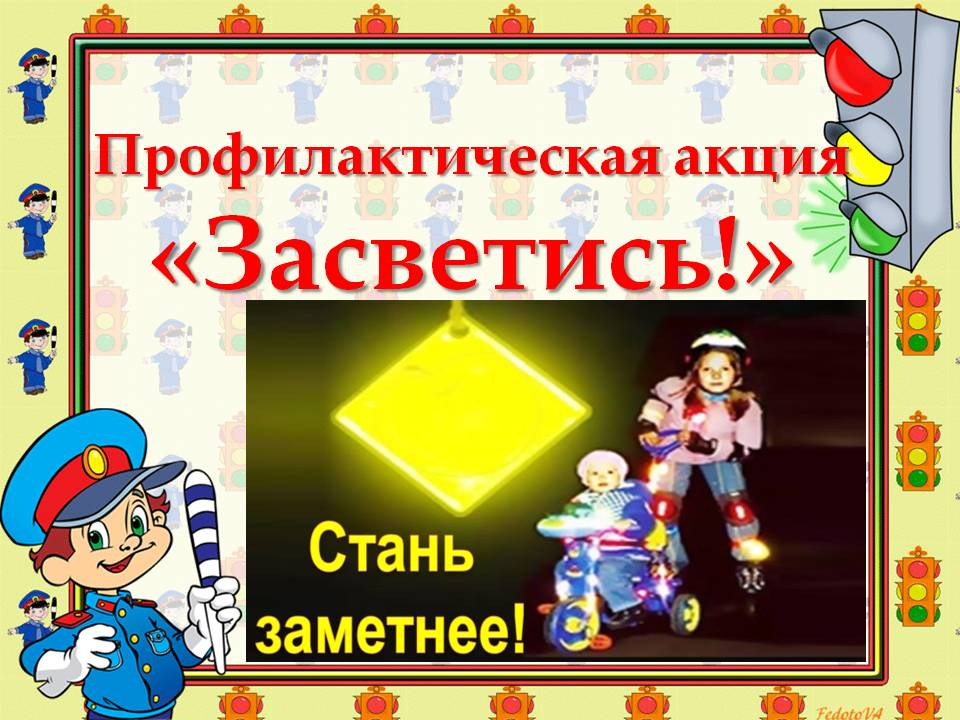 Профилактическая акция
«Засветись!»
Стань
заметнее!
FedotoV4